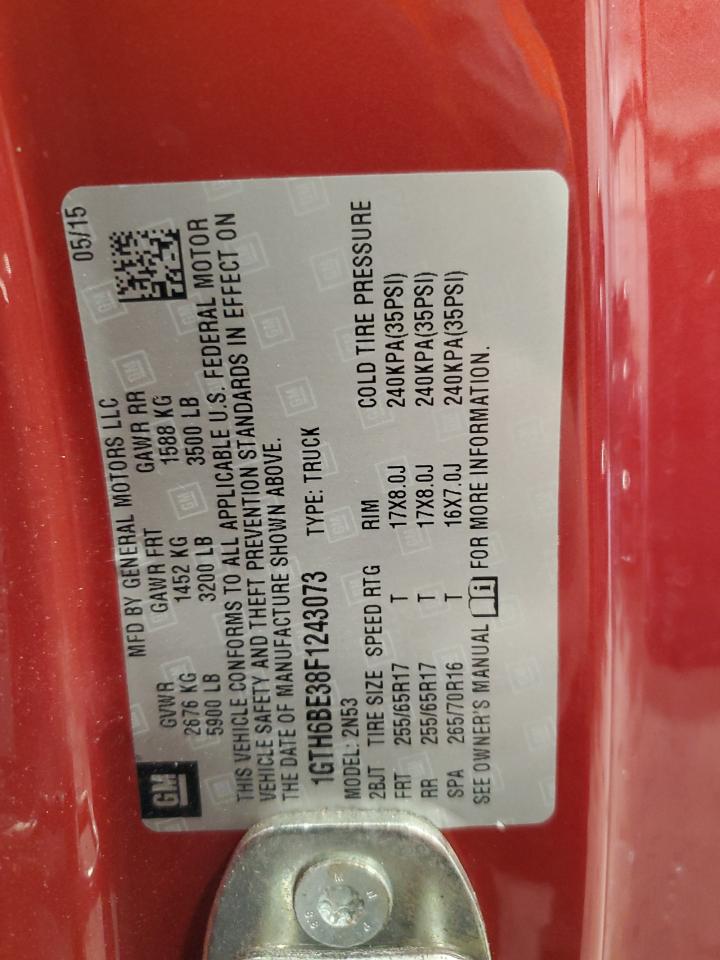 GM
MFD BY GENERAL MOTORS LLC 05/15
GVWR GAWR FRT GAWR RR
2676 KG 1452 KG 1588 KG
5900 LB 3200 LB 3500 LB
THIS VEHICLE CONFORMS TO ALL APPLICABLE U.S. FEDERAL MOTOR
VEHICLE SAFETY AND THEFT PREVENTION STANDARDS IN EFFECT ON
THE DATE OF MANUFACTURE SHOWN ABOVE.
1GTH6BE38F1243073 TYPE: TRUCK
MODEL: 2N53
2BJT TIRE SIZE SPEED RTG RIM COLD TIRE PRESSURE
FRT 255/65R17 T 17X8.0J 240KPA(35PSI)
RR 255/65R17 T 17X8.0J 240KPA(35PSI)
SPA 265/70R16 T 16X7.0J 240KPA(35PSI)
SEE OWNER'S MANUAL FOR MORE INFORMATION.